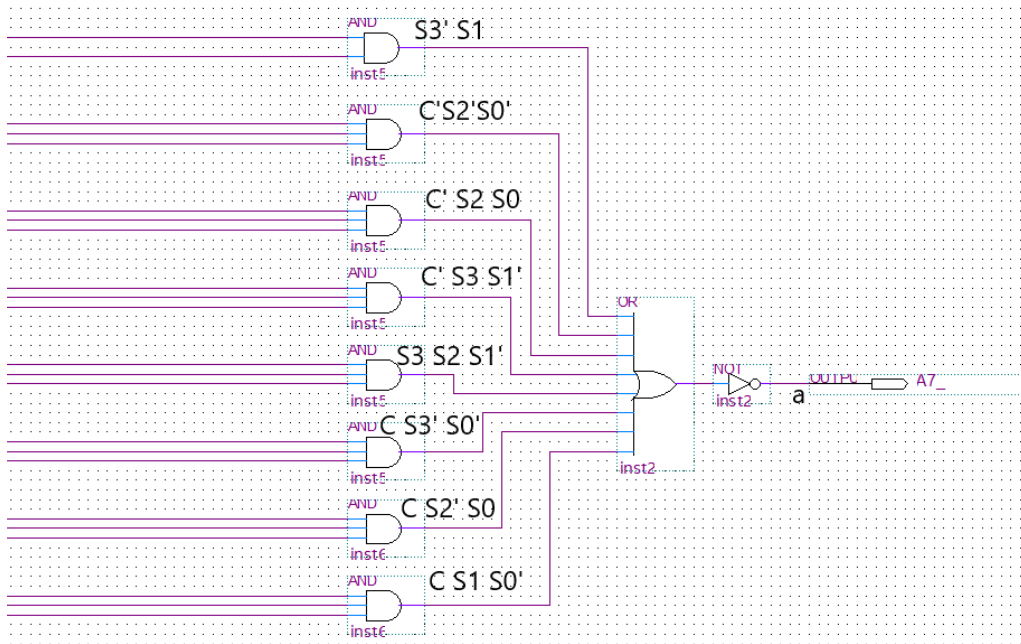 AND
S3' S1
inst5
AND
C'S2'S0'
inst5
AND
C' S2 S0
inst5
AND
C' S3 S1'
inst5
OR
AND
S3 S2 S1'
inst5
NOT
OUTPU
A7_
inst2
a
AND
C S3' S0'
inst5
inst2
AND
C S2' S0
inst6
AND
C S1 S0'
inst6